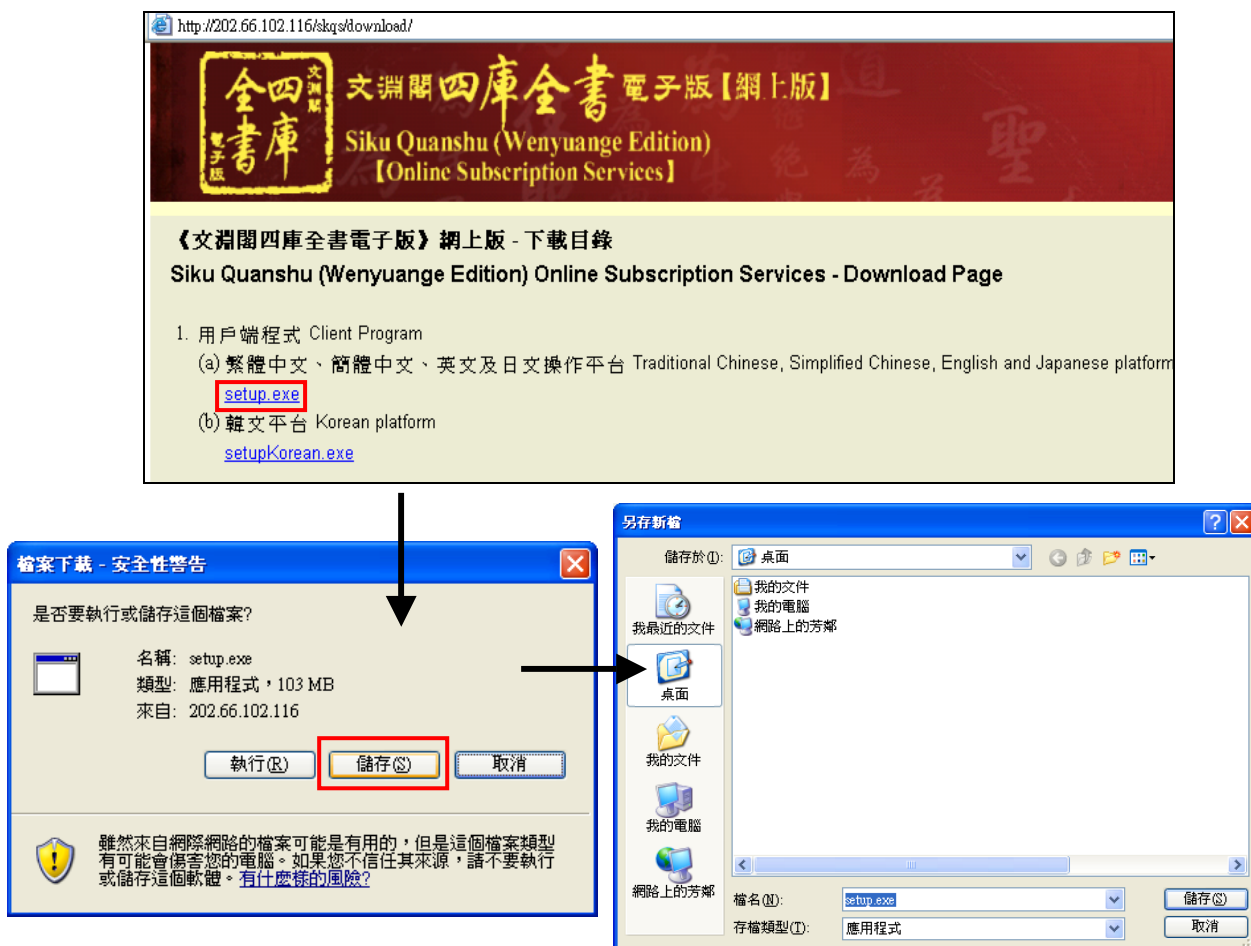 http://202.66.102.116/skqs/download/
文淵閣
四庫全書
電子版
文淵閣四庫全書電子版【網上版】
Siku Quanshu (Wenyuange Edition)
【Online Subscription Services】
《文淵閣四庫全書電子版》網上版 - 下載目錄
Siku Quanshu (Wenyuange Edition) Online Subscription Services - Download Page
1. 用戶端程式 Client Program
(a) 繁體中文、簡體中文、英文及日文操作平台 Traditional Chinese, Simplified Chinese, English and Japanese platform
setup.exe
(b) 韓文平台 Korean platform
setupKorean.exe
檔案下載 - 安全性警告
是否要執行或儲存這個檔案?
名稱: setup.exe
類型: 應用程式，103 MB
來自: 202.66.102.116
執行(R)
儲存(S)
取消
雖然來自網際網路的檔案可能是有用的，但是這個檔案類型
有可能會傷害您的電腦。如果您不信任其來源，請不要執行
或儲存這個軟體。有什麼樣的風險?
另存新檔
儲存於(I):
桌面
我最近的文件
桌面
我的文件
我的電腦
網路上的芳鄰
我的文件
我的電腦
網路上的芳鄰
檔名(N):
setup.exe
儲存(S)
存檔類型(T):
應用程式
取消